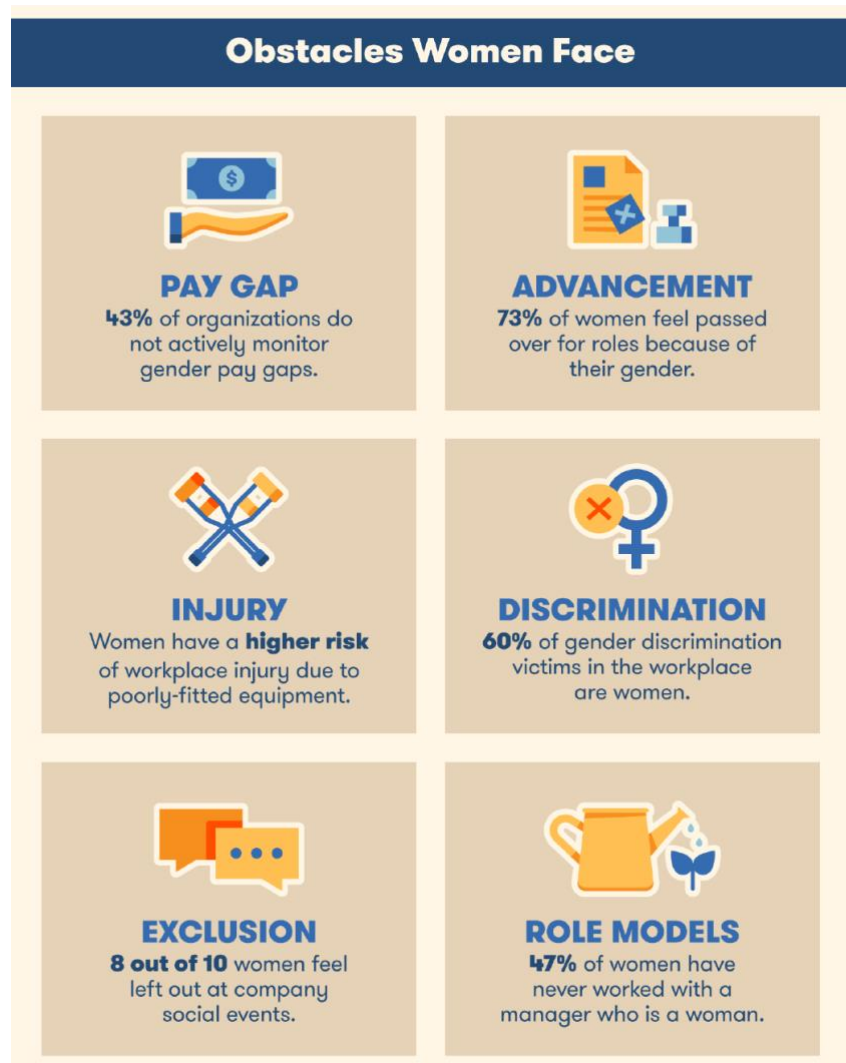 Obstacles Women Face
$
PAY GAP
43% of organizations do
not actively monitor
gender pay gaps.
ADVANCEMENT
73% of women feel passed
over for roles because of
their gender.
INJURY
Women have a higher risk
of workplace injury due to
poorly-fitted equipment.
DISCRIMINATION
60% of gender discrimination
victims in the workplace
are women.
EXCLUSION
8 out of 10 women feel
left out at company
social events.
ROLE MODELS
47% of women have
never worked with a
manager who is a woman.